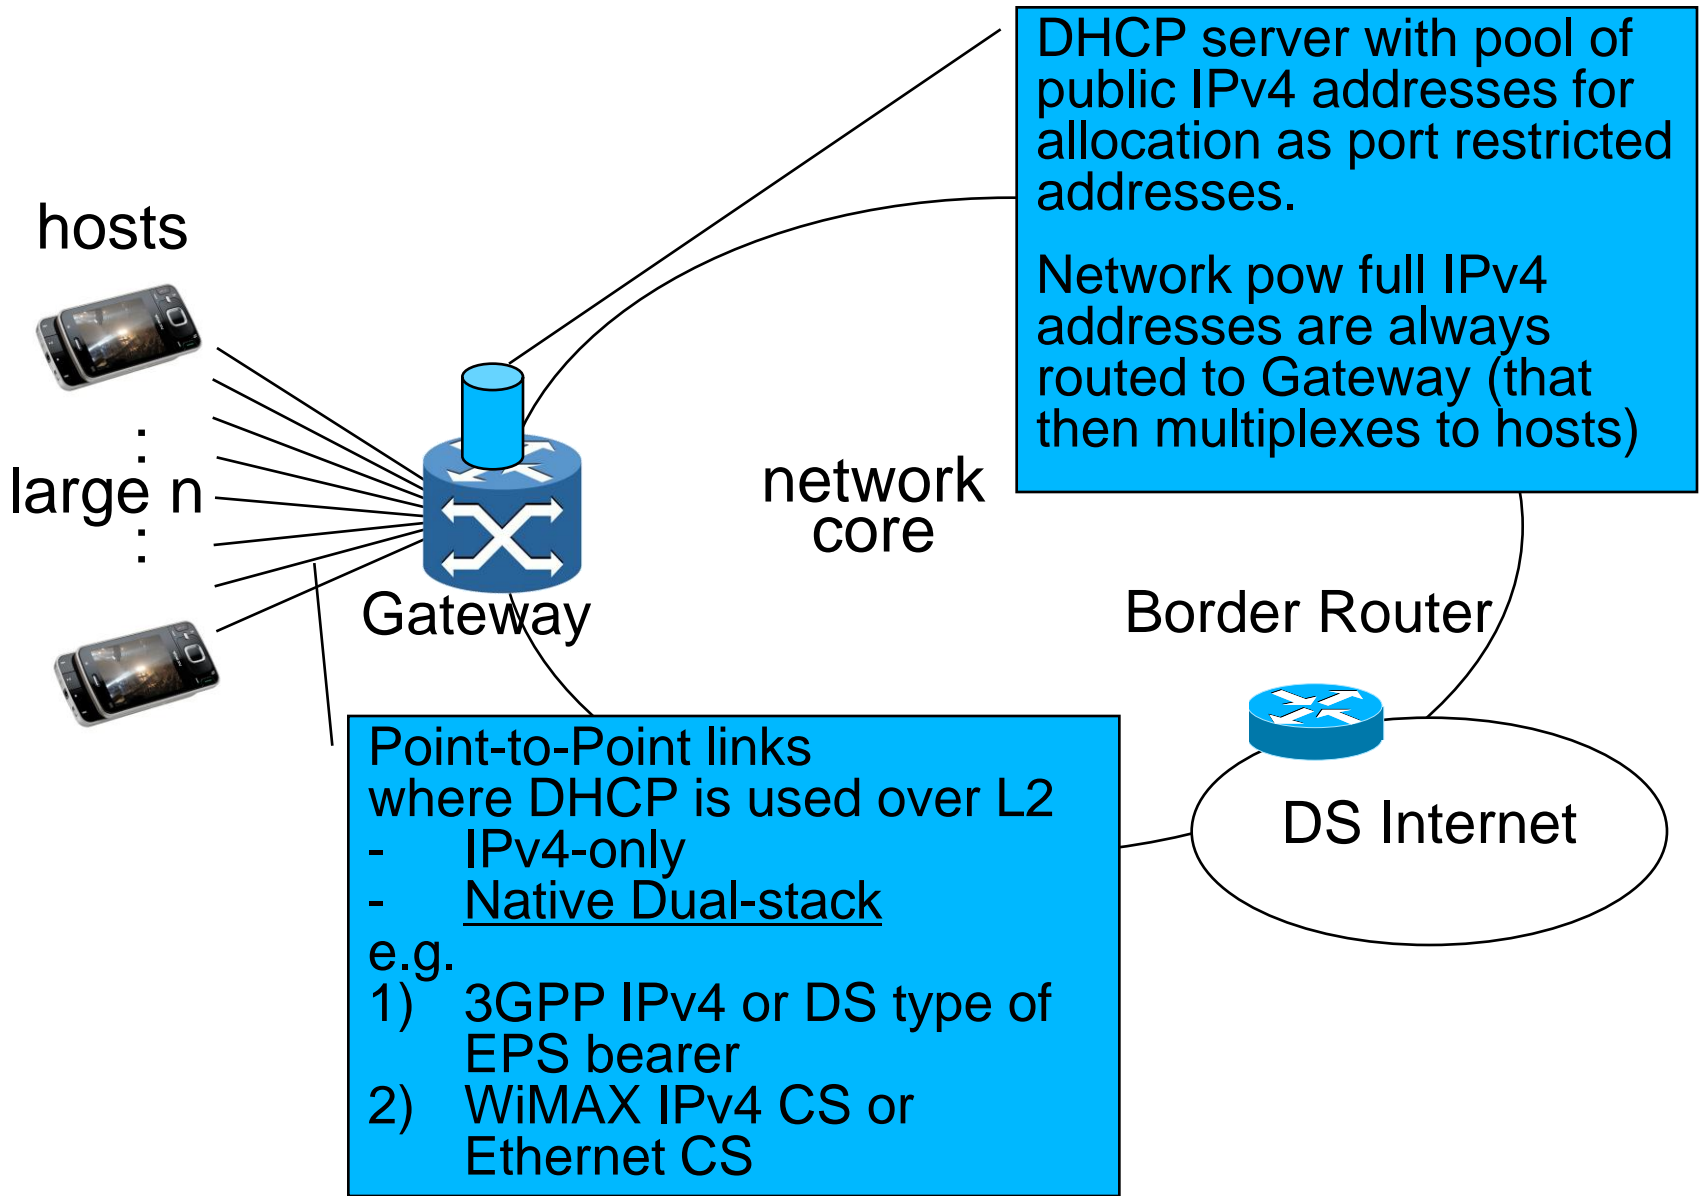 DHCP server with pool of
public IPv4 addresses for
allocation as port restricted
addresses.
Network pow full IPv4
addresses are always
routed to Gateway (that
then multiplexes to hosts)
hosts
:
:
large n
:
network
core
Gateway
Border Router
DS Internet
Point-to-Point links
where DHCP is used over L2
- IPv4-only
- Native Dual-stack
e.g.
1) 3GPP IPv4 or DS type of
EPS bearer
2) WiMAX IPv4 CS or
Ethernet CS